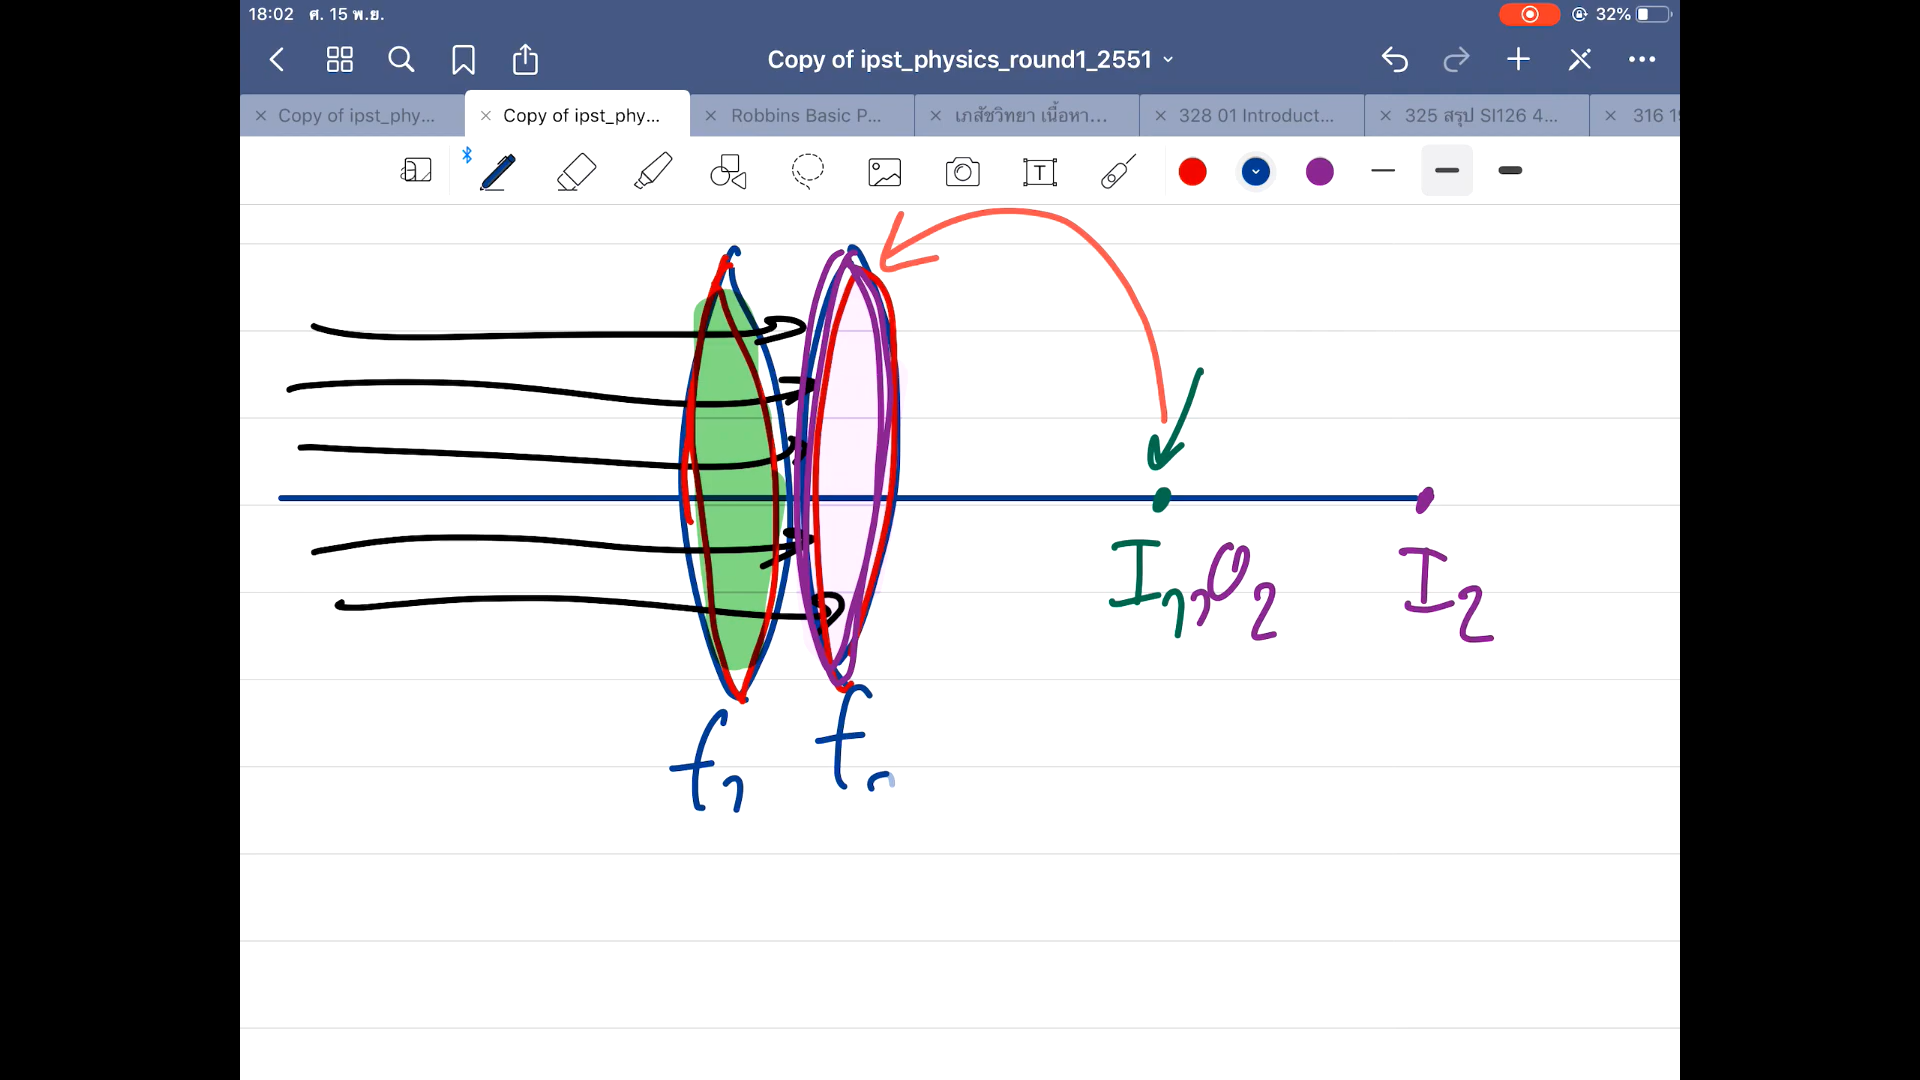 18:02 ศ. 15 พ.ย. 32%
Copy of ipst_physics_round1_2551
Copy of ipst_phy... Copy of ipst_phy... Robbins Basic P... เภสัชวิทยา เนื้อหา... 328 01 Introduct... 325 สรุป SI126 4... 316 19
I1, O2 I2
f1 f